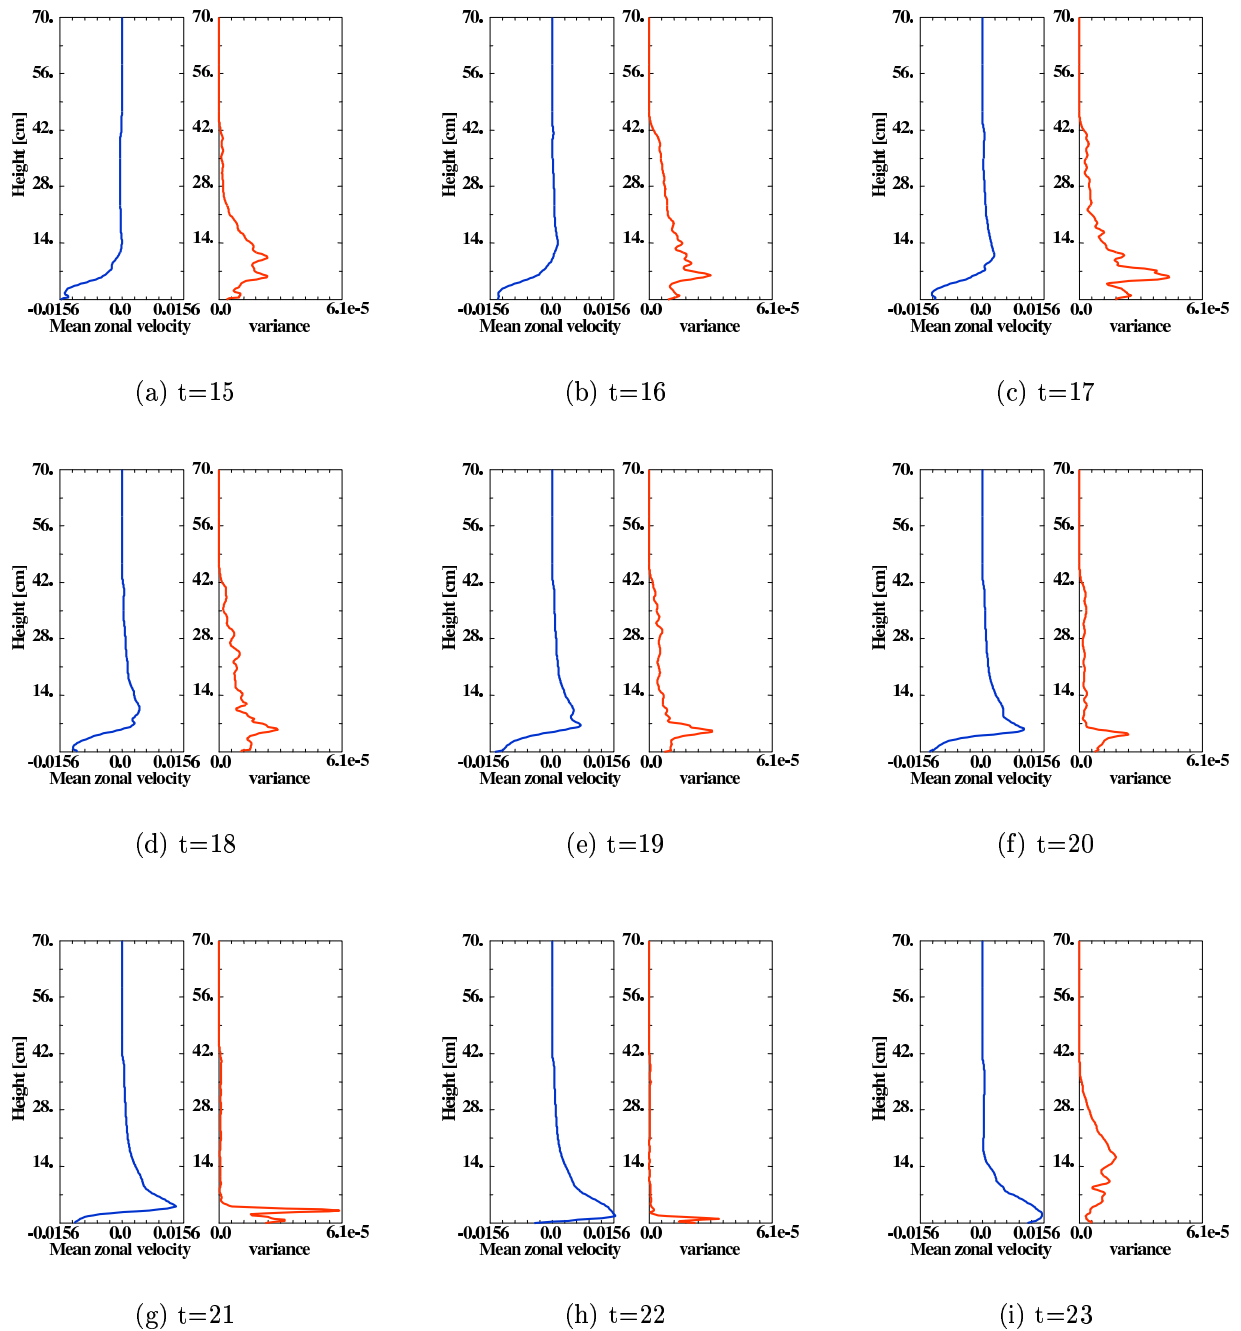 70.
56.
42.
28.
14.
Height [cm]
-0.0156 0.0 0.0156
Mean zonal velocity
70.
56.
42.
28.
14.
0.0 6.1e-5
variance
(a) t=15
70.
56.
42.
28.
14.
Height [cm]
-0.0156 0.0 0.0156
Mean zonal velocity
70.
56.
42.
28.
14.
0.0 6.1e-5
variance
(b) t=16
70.
56.
42.
28.
14.
Height [cm]
-0.0156 0.0 0.0156
Mean zonal velocity
70.
56.
42.
28.
14.
0.0 6.1e-5
variance
(c) t=17
70.
56.
42.
28.
14.
Height [cm]
-0.0156 0.0 0.0156
Mean zonal velocity
70.
56.
42.
28.
14.
0.0 6.1e-5
variance
(d) t=18
70.
56.
42.
28.
14.
Height [cm]
-0.0156 0.0 0.0156
Mean zonal velocity
70.
56.
42.
28.
14.
0.0 6.1e-5
variance
(e) t=19
70.
56.
42.
28.
14.
Height [cm]
-0.0156 0.0 0.0156
Mean zonal velocity
70.
56.
42.
28.
14.
0.0 6.1e-5
variance
(f) t=20
70.
56.
42.
28.
14.
Height [cm]
-0.0156 0.0 0.0156
Mean zonal velocity
70.
56.
42.
28.
14.
0.0 6.1e-5
variance
(g) t=21
70.
56.
42.
28.
14.
Height [cm]
-0.0156 0.0 0.0156
Mean zonal velocity
70.
56.
42.
28.
14.
0.0 6.1e-5
variance
(h) t=22
70.
56.
42.
28.
14.
Height [cm]
-0.0156 0.0 0.0156
Mean zonal velocity
70.
56.
42.
28.
14.
0.0 6.1e-5
variance
(i) t=23